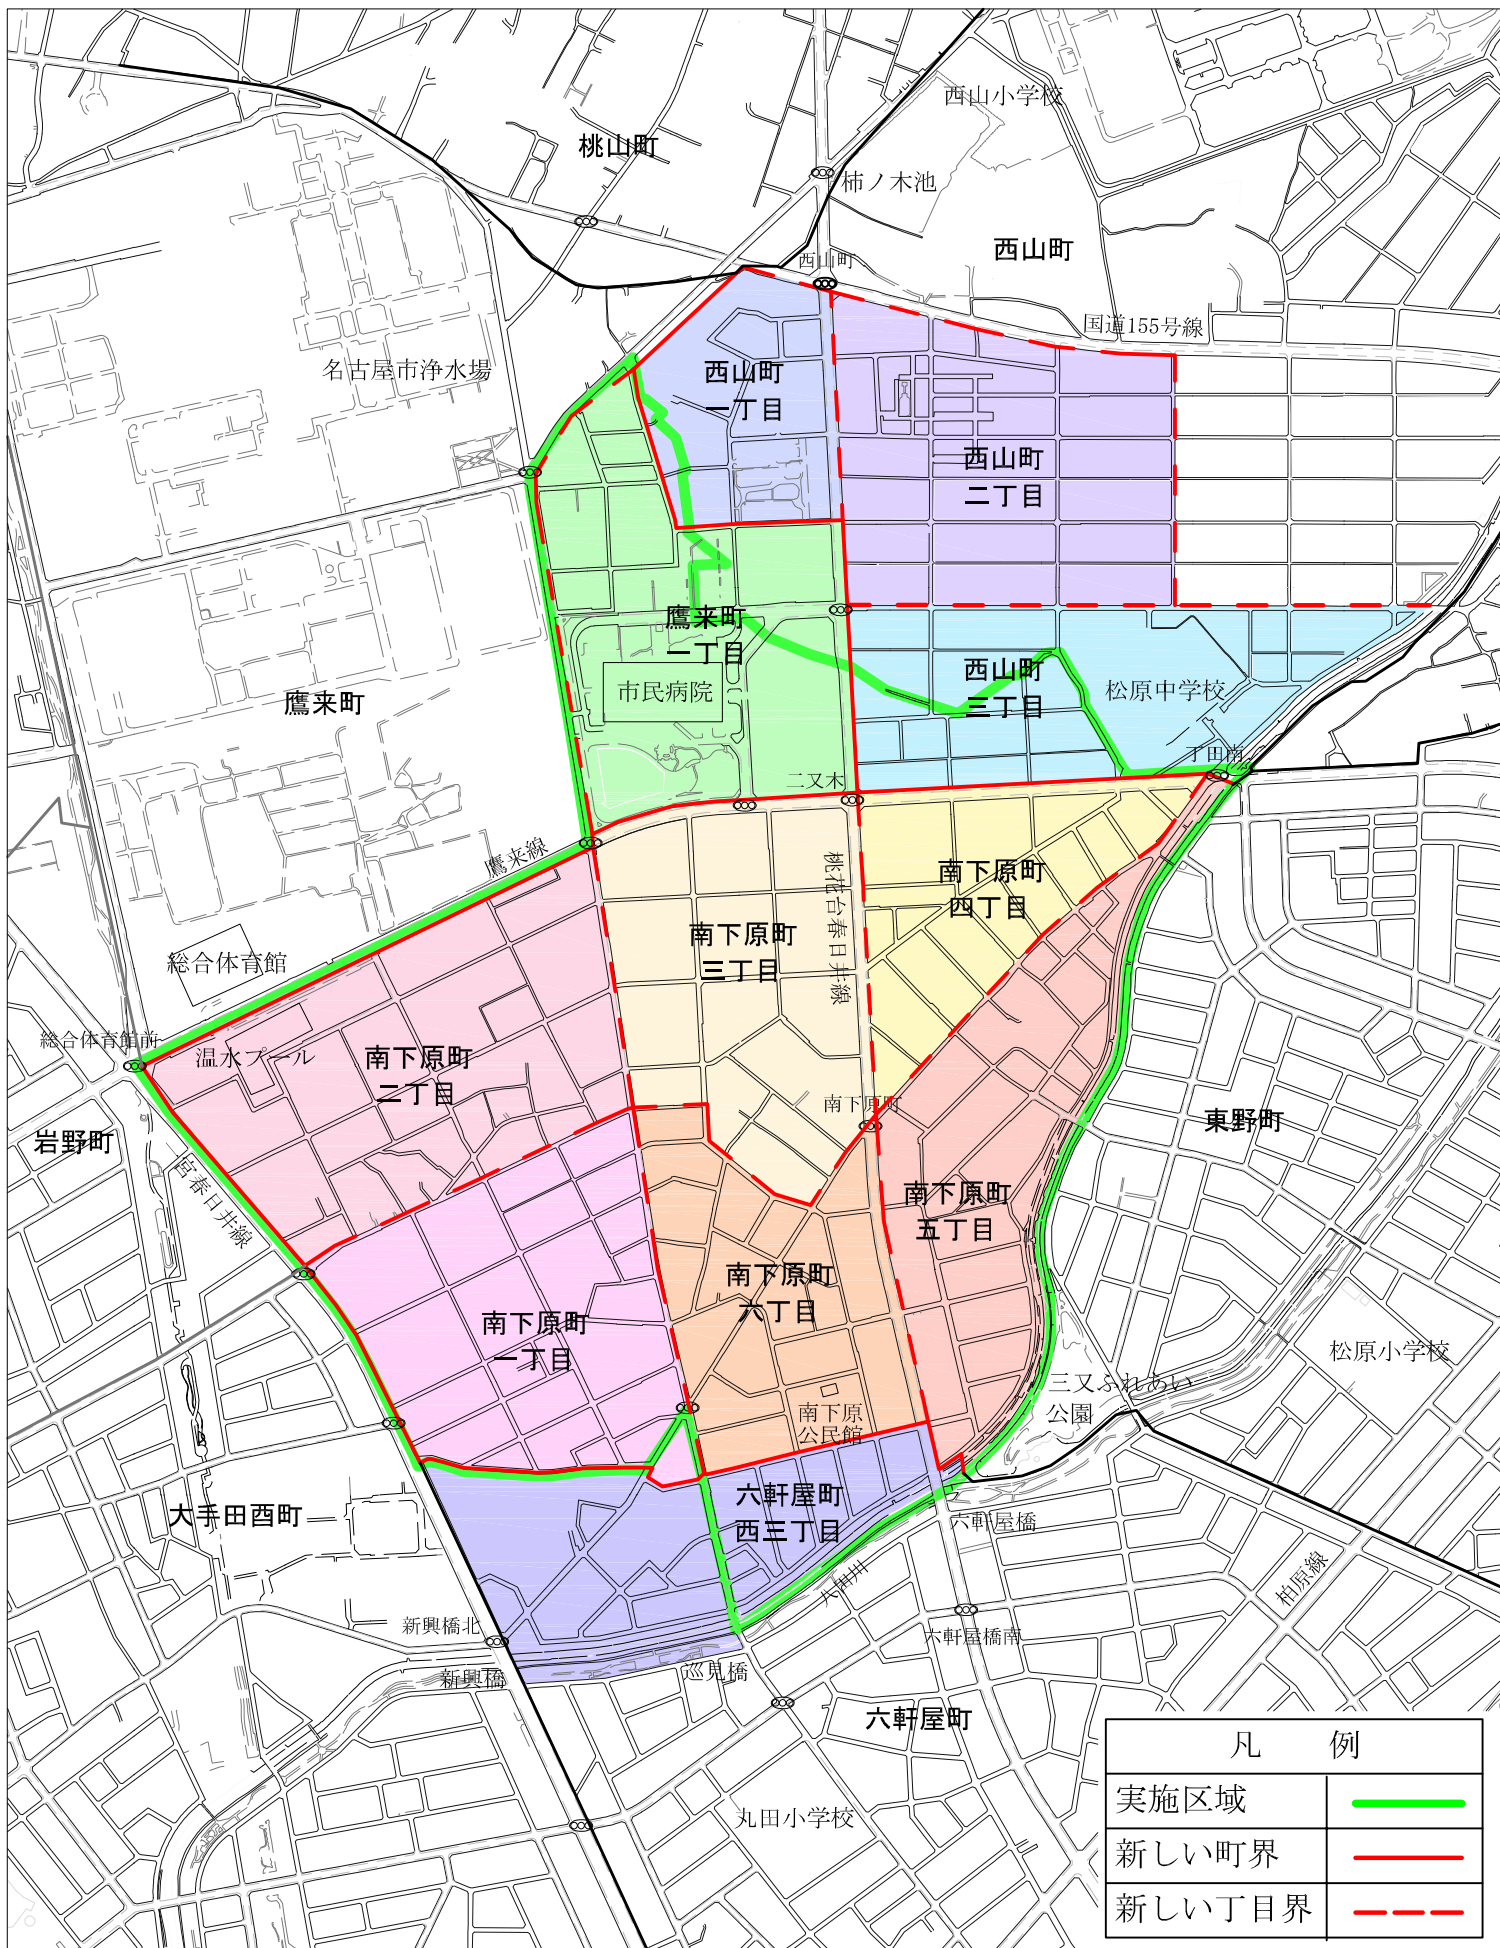 西山小学校
桃山町
柿ノ木池
西山町
西山町
国道155号線
名古屋市浄水場
西山町
一丁目
西山町
二丁目
鷹来町
一丁目
西山町
三丁目
市民病院
松原中学校
鷹来町
丁田南
二又木
鷹来線
桃花台春日井線
南下原町
四丁目
南下原町
三丁目
総合体育館
総合体育館前
温水プール
南下原町
二丁目
南下原町
岩野町
東野町
宮春日井線
南下原町
五丁目
南下原町
六丁目
南下原町
一丁目
松原小学校
三又ふれあい
公園
南下原
公民館
六軒屋町
西三丁目
大手田酉町
六軒屋橋
八田川
柏原線
新興橋北
六軒屋橋南
新興橋
巡見橋
六軒屋町
丸田小学校
凡　例
実施区域
新しい町界
新しい丁目界